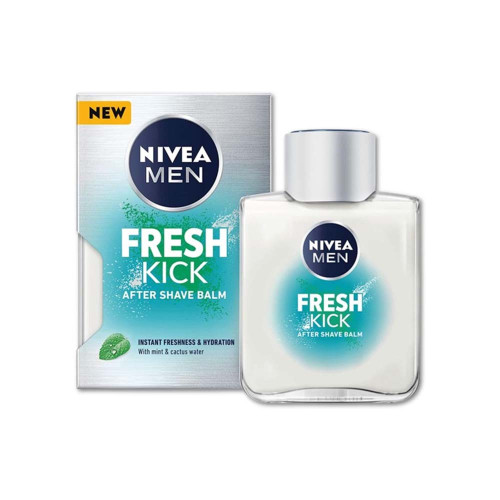 NEW
NIVEA
MEN
FRESH
KICK
AFTER SHAVE BALM
INSTANT FRESHNESS & HYDRATION
With mint & cactus water
NIVEA
MEN
FRESH
KICK
AFTER SHAVE BALM